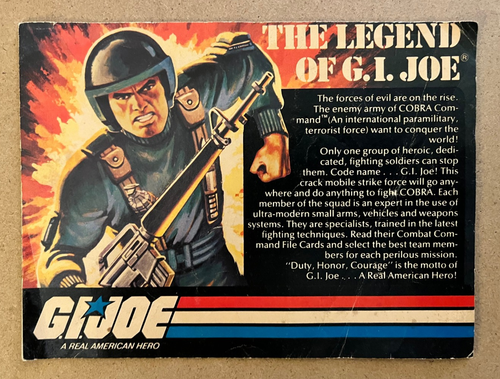 THE LEGEND
OF G.I. JOE®
The forces of evil are on the rise.
The enemy army of COBRA Com-
mand™(An international paramilitary,
terrorist force) want to conquer the
world!
Only one group of heroic, dedi-
cated, fighting soldiers can stop
them. Code name . . . G.I. Joe! This
crack mobile strike force will go any-
where and do anything to fight COBRA. Each
member of the squad is an expert in the use of
ultra-modern small arms, vehicles and weapons
systems. They are specialists, trained in the latest
fighting techniques. Read their Combat Com-
mand File Cards and select the best team mem-
bers for each perilous mission.
"Duty, Honor, Courage" is the motto of
G.I. Joe . . . A Real American Hero!
G.I. JOE
A REAL AMERICAN HERO